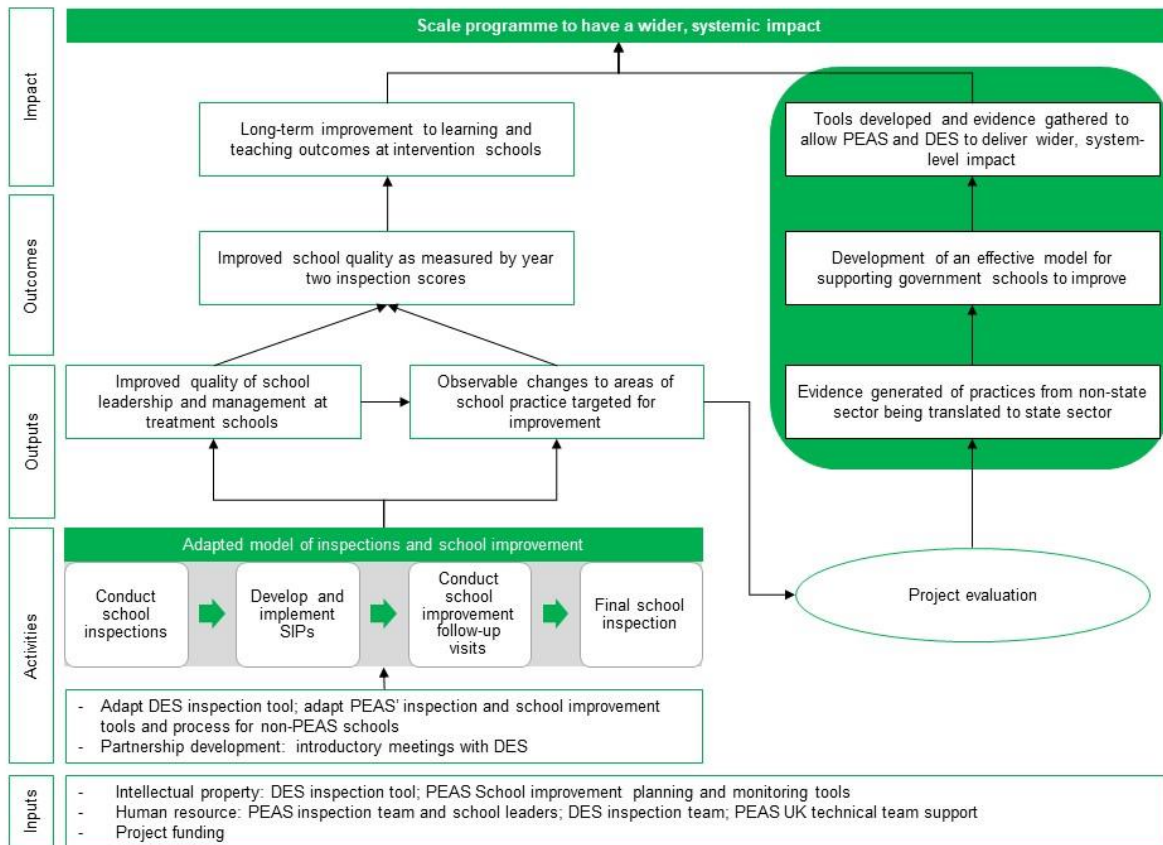 Scale programme to have a wider, systemic impact
Impact
Long-term improvement to learning and
teaching outcomes at intervention schools
Tools developed and evidence gathered to
allow PEAS and DES to deliver wider, system-
level impact
Outcomes
Improved school quality as measured by year
two inspection scores
Development of an effective model for
supporting government schools to improve
Outputs
Improved quality of school
leadership and management at
treatment schools
Observable changes to areas of
school practice targeted for
improvement
Evidence generated of practices from non-state
sector being translated to state sector
Activities
Adapted model of inspections and school improvement
Conduct
school
inspections
Develop and
implement
SIPs
Conduct
school
improvement
follow-up
visits
Final school
inspection
Project evaluation
- Adapt DES inspection tool; adapt PEAS' inspection and school improvement
tools and process for non-PEAS schools
- Partnership development: introductory meetings with DES
Inputs
- Intellectual property: DES inspection tool; PEAS School improvement planning and monitoring tools
- Human resource: PEAS inspection team and school leaders; DES inspection team; PEAS UK technical team support
- Project funding